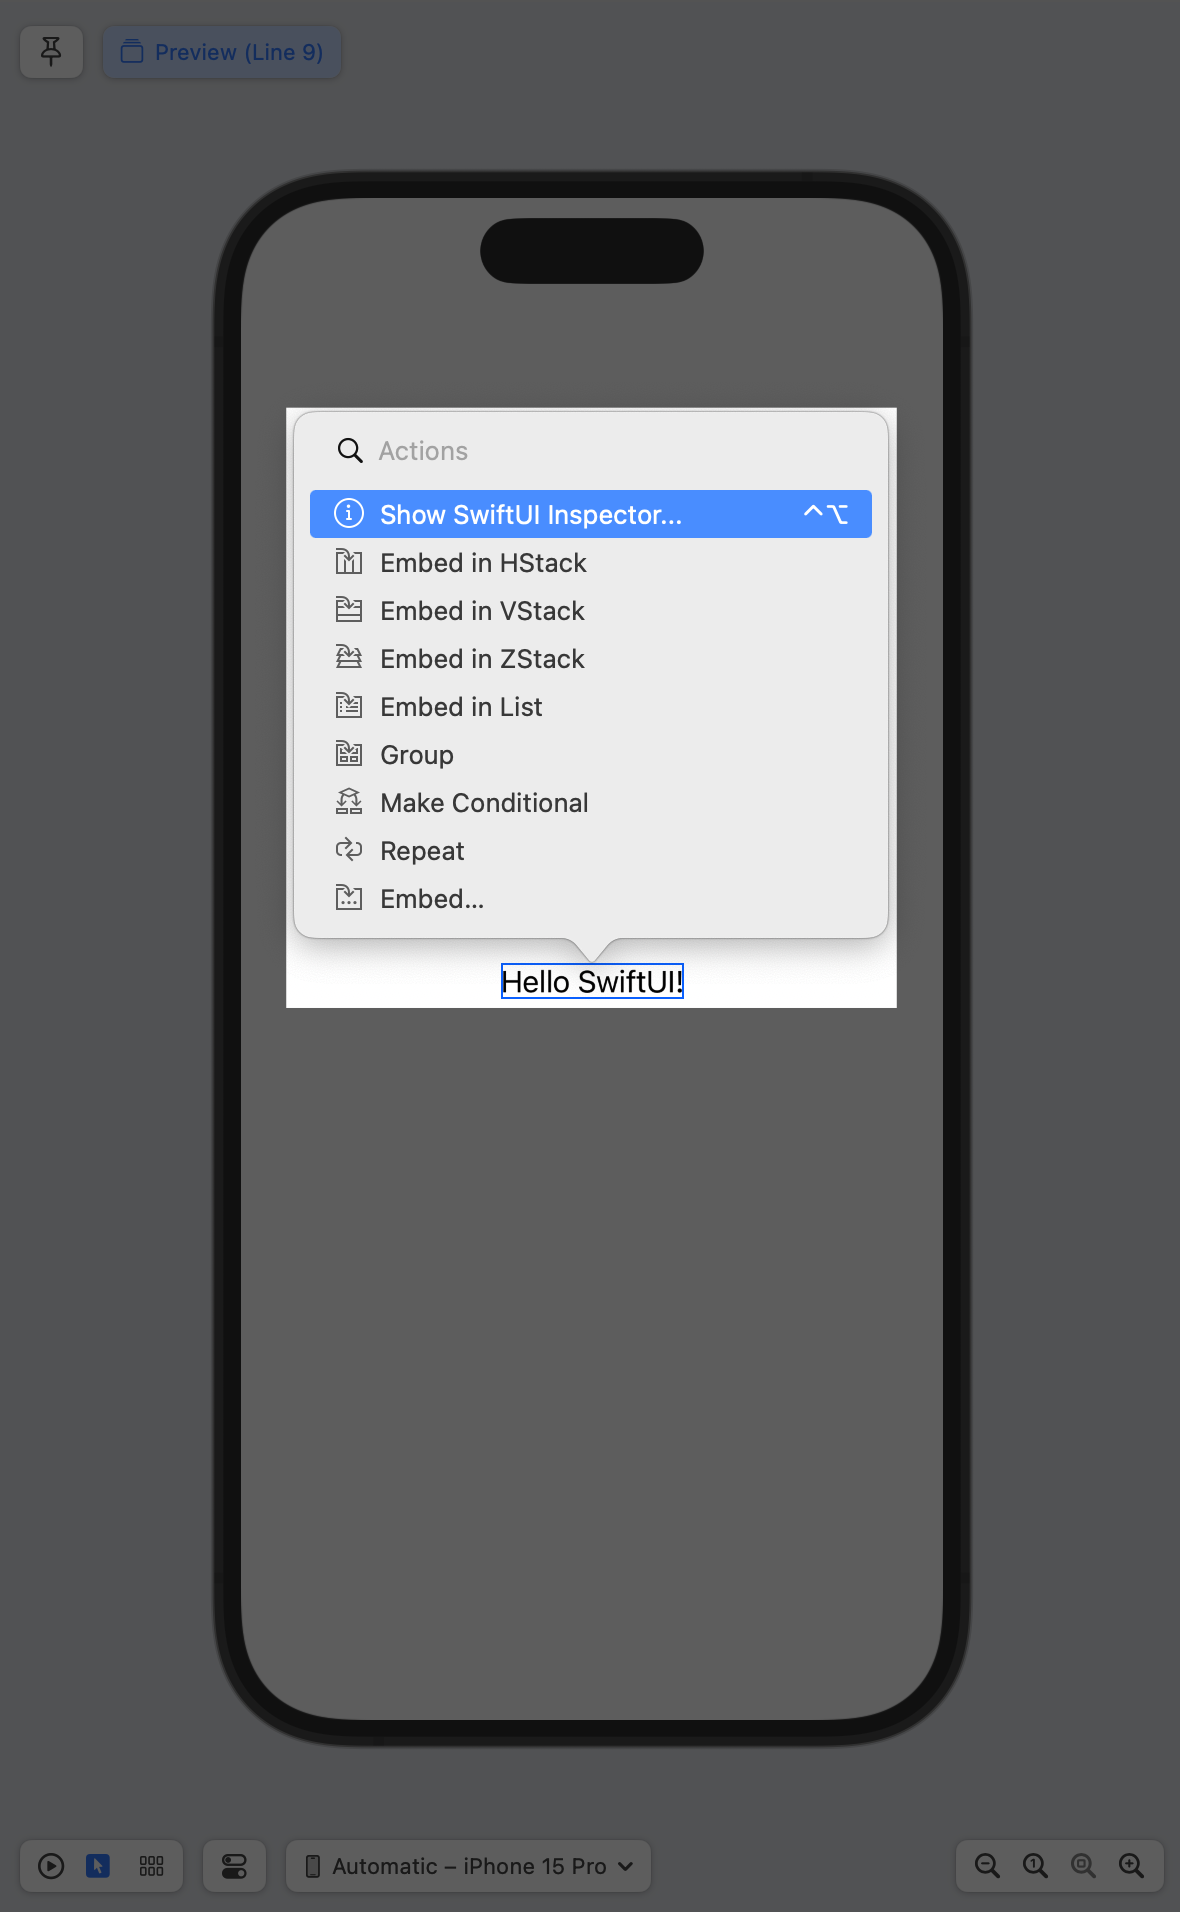 Preview (Line 9)
Actions
Show SwiftUI Inspector... ⌃⌥
Embed in HStack
Embed in VStack
Embed in ZStack
Embed in List
Group
Make Conditional
Repeat
Embed...
Hello SwiftUI!
Automatic – iPhone 15 Pro